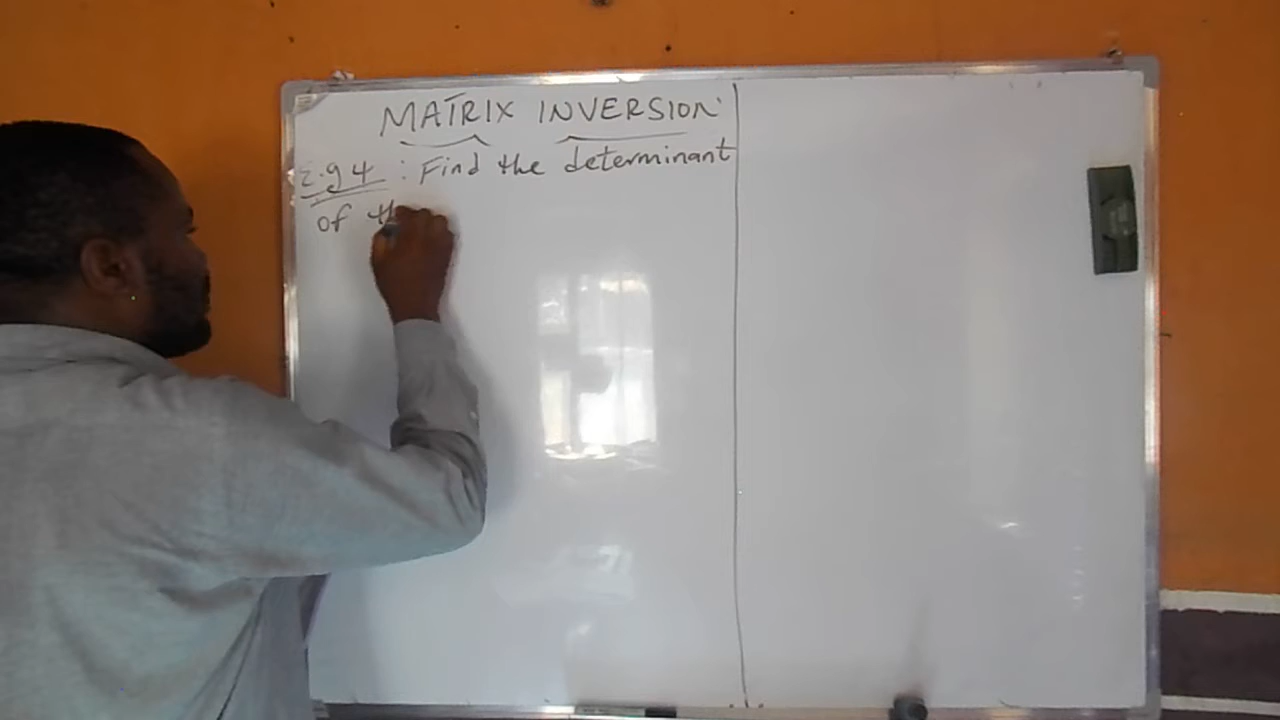 MATRIX INVERSION
E.g 4 : Find the determinant
of th